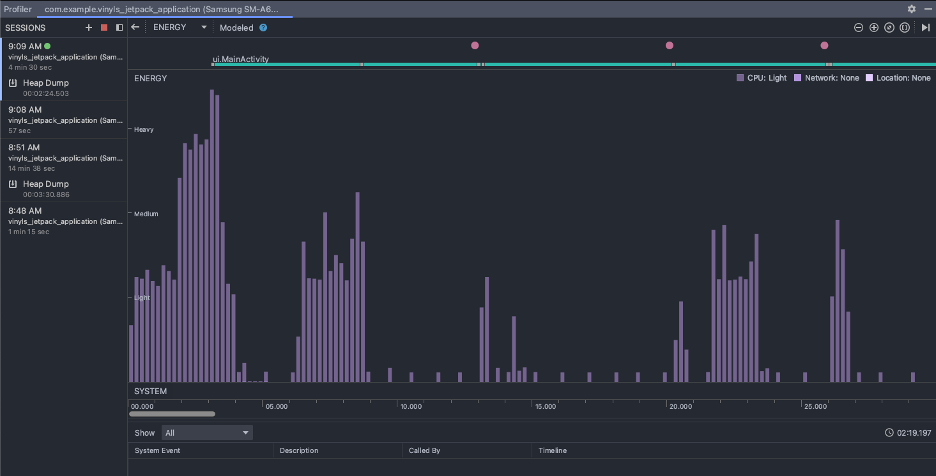 Profiler com.example.vinyls_jetpack_application (Samsung SM-A6...
SESSIONS ENERGY Modeled ?
9:09 AM
vinyls_jetpack_application (Sam...
4 min 30 sec
Heap Dump
00:02:24.503
9:08 AM
vinyls_jetpack_application (Sam...
57 sec
8:51 AM
vinyls_jetpack_application (Sam...
14 min 38 sec
Heap Dump
00:03:30.886
8:48 AM
vinyls_jetpack_application (Sam...
1 min 15 sec
ui.MainActivity
ENERGY CPU: Light Network: None Location: None
Heavy
Medium
Light
SYSTEM
00.000 05.000 10.000 15.000 20.000 25.000
Show All 02:19.197
System Event Description Called By Timeline